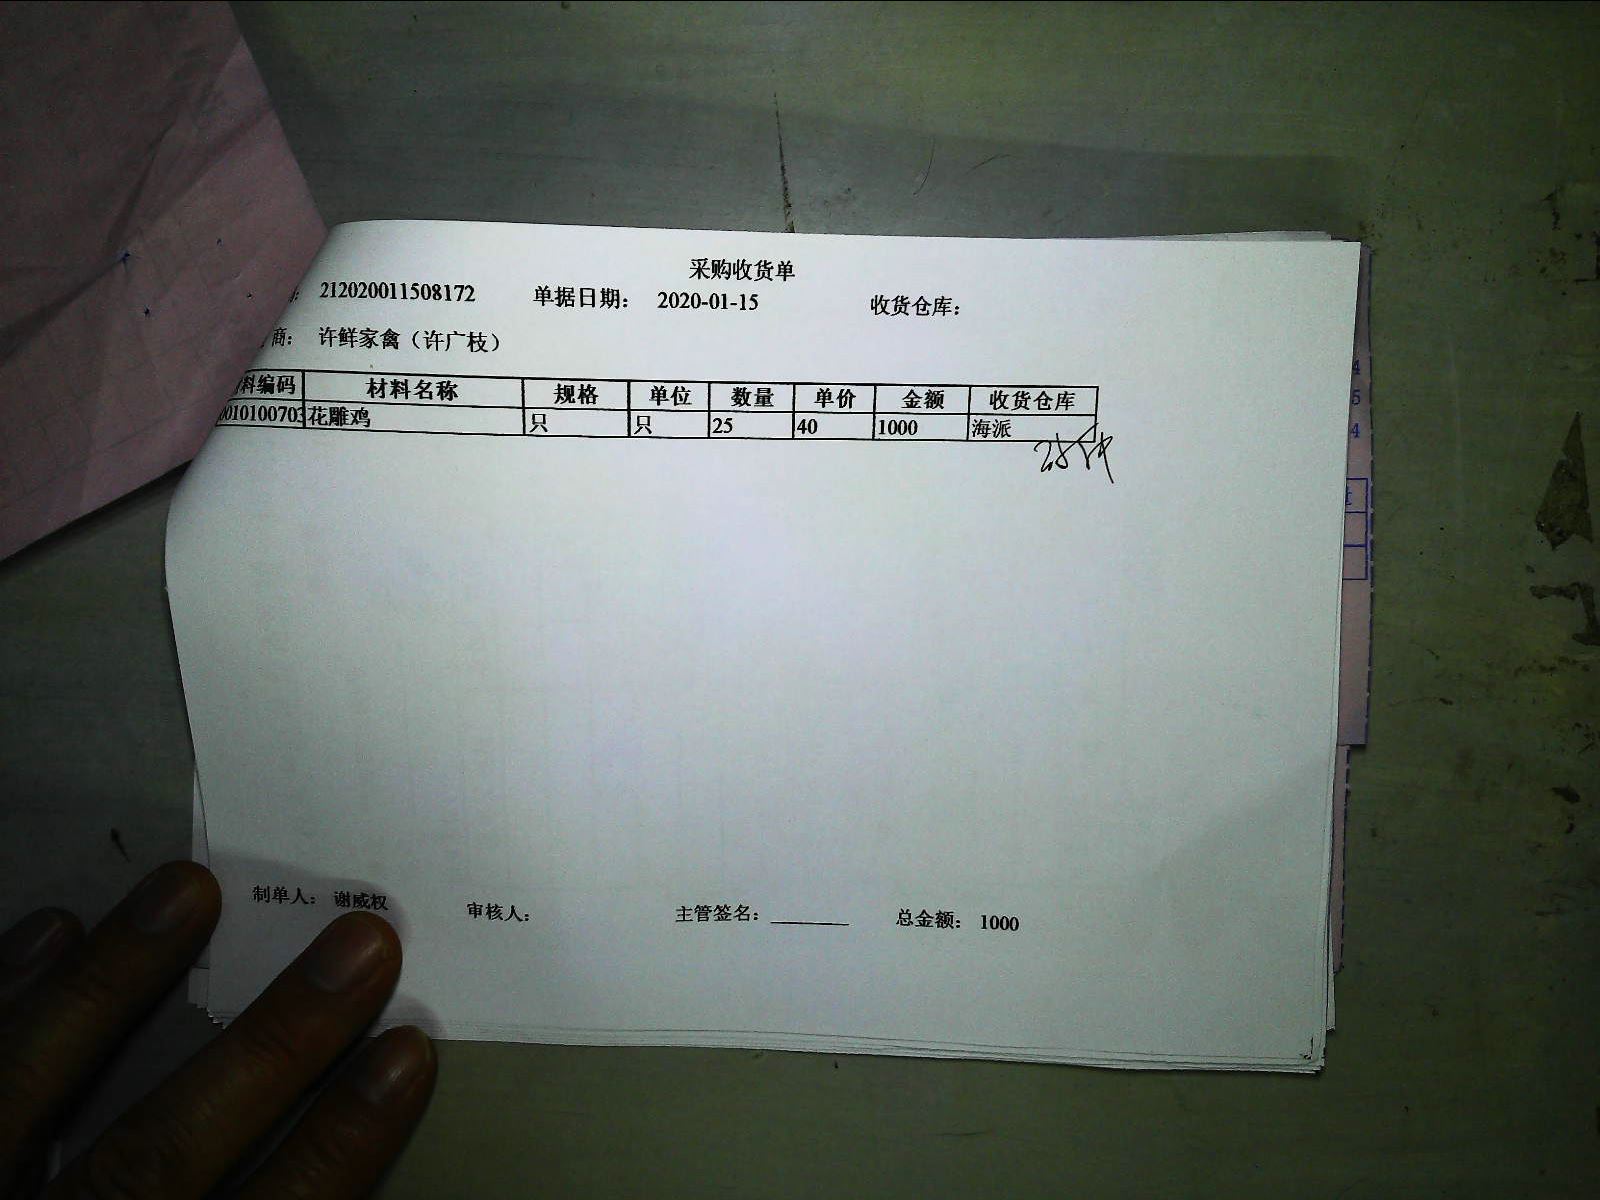 采购收货单
212020011508172 单据日期： 2020-01-15 收货仓库：
商： 许鲜家禽（许广枝）
料编码 材料名称 规格 单位 数量 单价 金额 收货仓库
0010100703 花雕鸡 只 只 25 40 1000 海派
制单人： 谢威权 审核人： 主管签名： 总金额： 1000